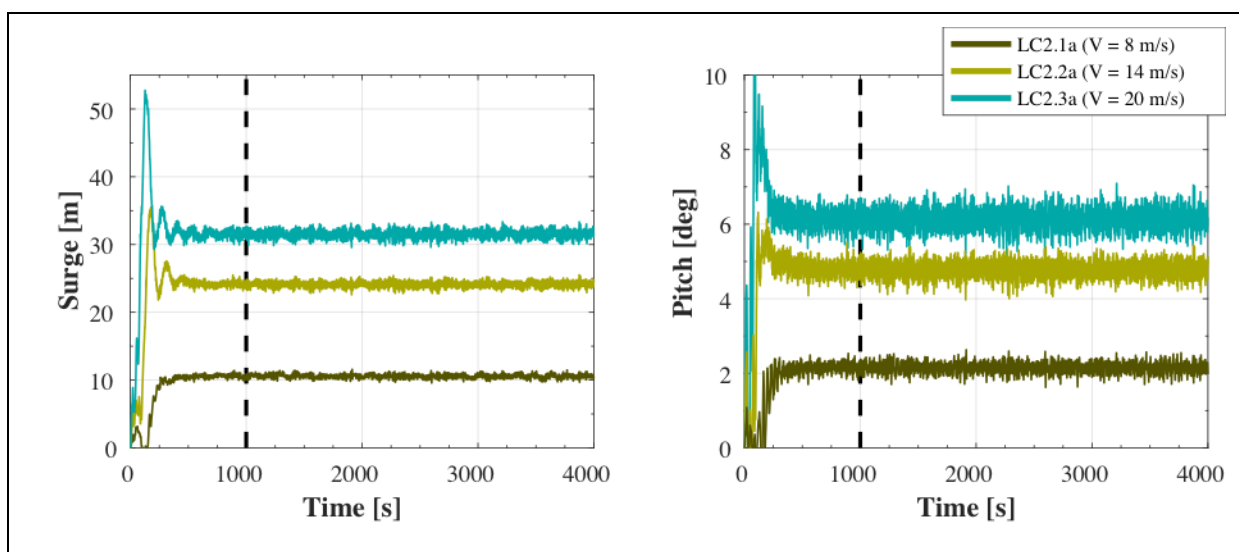 LC2.1a (V = 8 m/s)
LC2.2a (V = 14 m/s)
LC2.3a (V = 20 m/s)
Surge [m]
50
40
30
20
10
0
0 1000 2000 3000 4000
Time [s]
Pitch [deg]
10
8
6
4
2
0
0 1000 2000 3000 4000
Time [s]